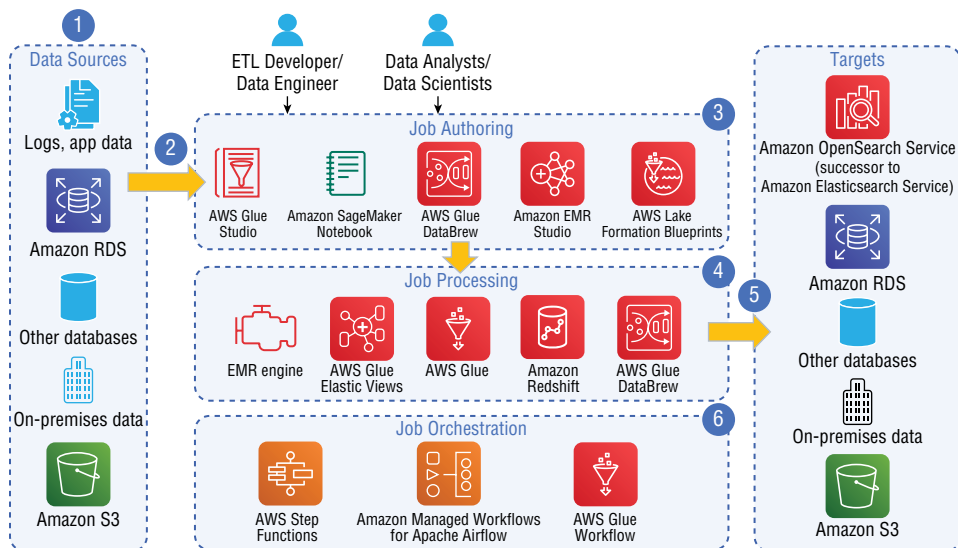 1
Data Sources
Logs, app data
Amazon RDS
Other databases
On-premises data
Amazon S3
2
ETL Developer/
Data Engineer
Data Analysts/
Data Scientists
3
Job Authoring
AWS Glue
Studio
Amazon SageMaker
Notebook
AWS Glue
DataBrew
Amazon EMR
Studio
AWS Lake
Formation Blueprints
4
Job Processing
EMR engine
AWS Glue
Elastic Views
AWS Glue
Amazon
Redshift
AWS Glue
DataBrew
5
6
Job Orchestration
AWS Step
Functions
Amazon Managed Workflows
for Apache Airflow
AWS Glue
Workflow
Targets
Amazon OpenSearch Service
(successor to
Amazon Elasticsearch Service)
Amazon RDS
Other databases
On-premises data
Amazon S3